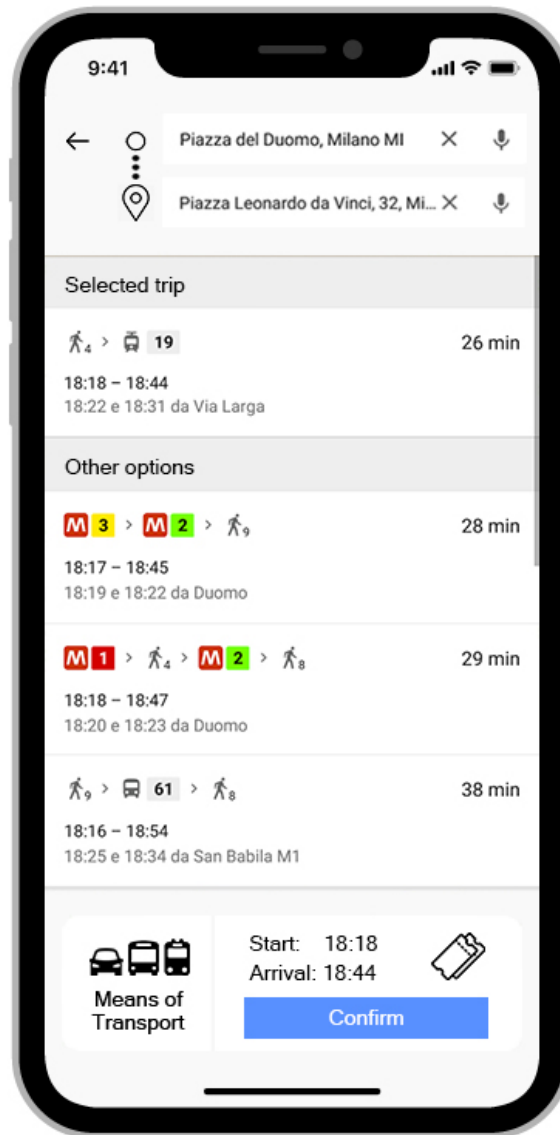 9:41
Piazza del Duomo, Milano MI
Piazza Leonardo da Vinci, 32, Mi...
Selected trip
4 > 19 26 min
18:18 – 18:44
18:22 e 18:31 da Via Larga
Other options
M 3 > M 2 > 9 28 min
18:17 – 18:45
18:19 e 18:22 da Duomo
M 1 > 4 > M 2 > 8 29 min
18:18 – 18:47
18:20 e 18:23 da Duomo
9 > 61 > 8 38 min
18:16 – 18:54
18:25 e 18:34 da San Babila M1
Means of
Transport
Start: 18:18
Arrival: 18:44
Confirm